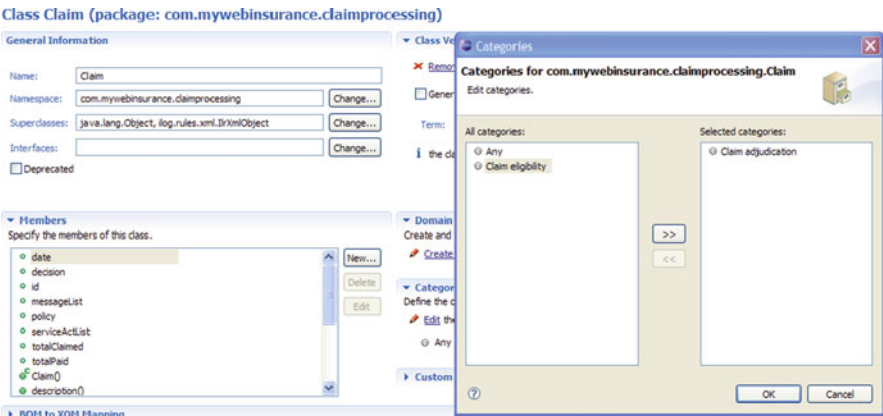 Class Claim (package: com.mywebinsurance.claimprocessing)
General Information
Name:
Claim
Namespace:
com.mywebinsurance.claimprocessing
Change...
Superclasses:
java.lang.Object, ilog.rules.xml.IlrXmlObject
Change...
Interfaces:
Change...
Deprecated
Members
Specify the members of this class.
date
decision
id
messageList
policy
serviceActList
totalClaimed
totalPaid
Claim()
description()
New...
Delete
Edit
BOM to XOM Mapping
Class Ve
Remo
Gener
Term:
i the cla
Domain
Create and
Create
Categor
Define the c
Edit the
Any
Custom
Categories
Categories for com.mywebinsurance.claimprocessing.Claim
Edit categories.
All categories:
Any
Claim eligibility
>>
<<
Selected categories:
Claim adjudication
?
OK
Cancel